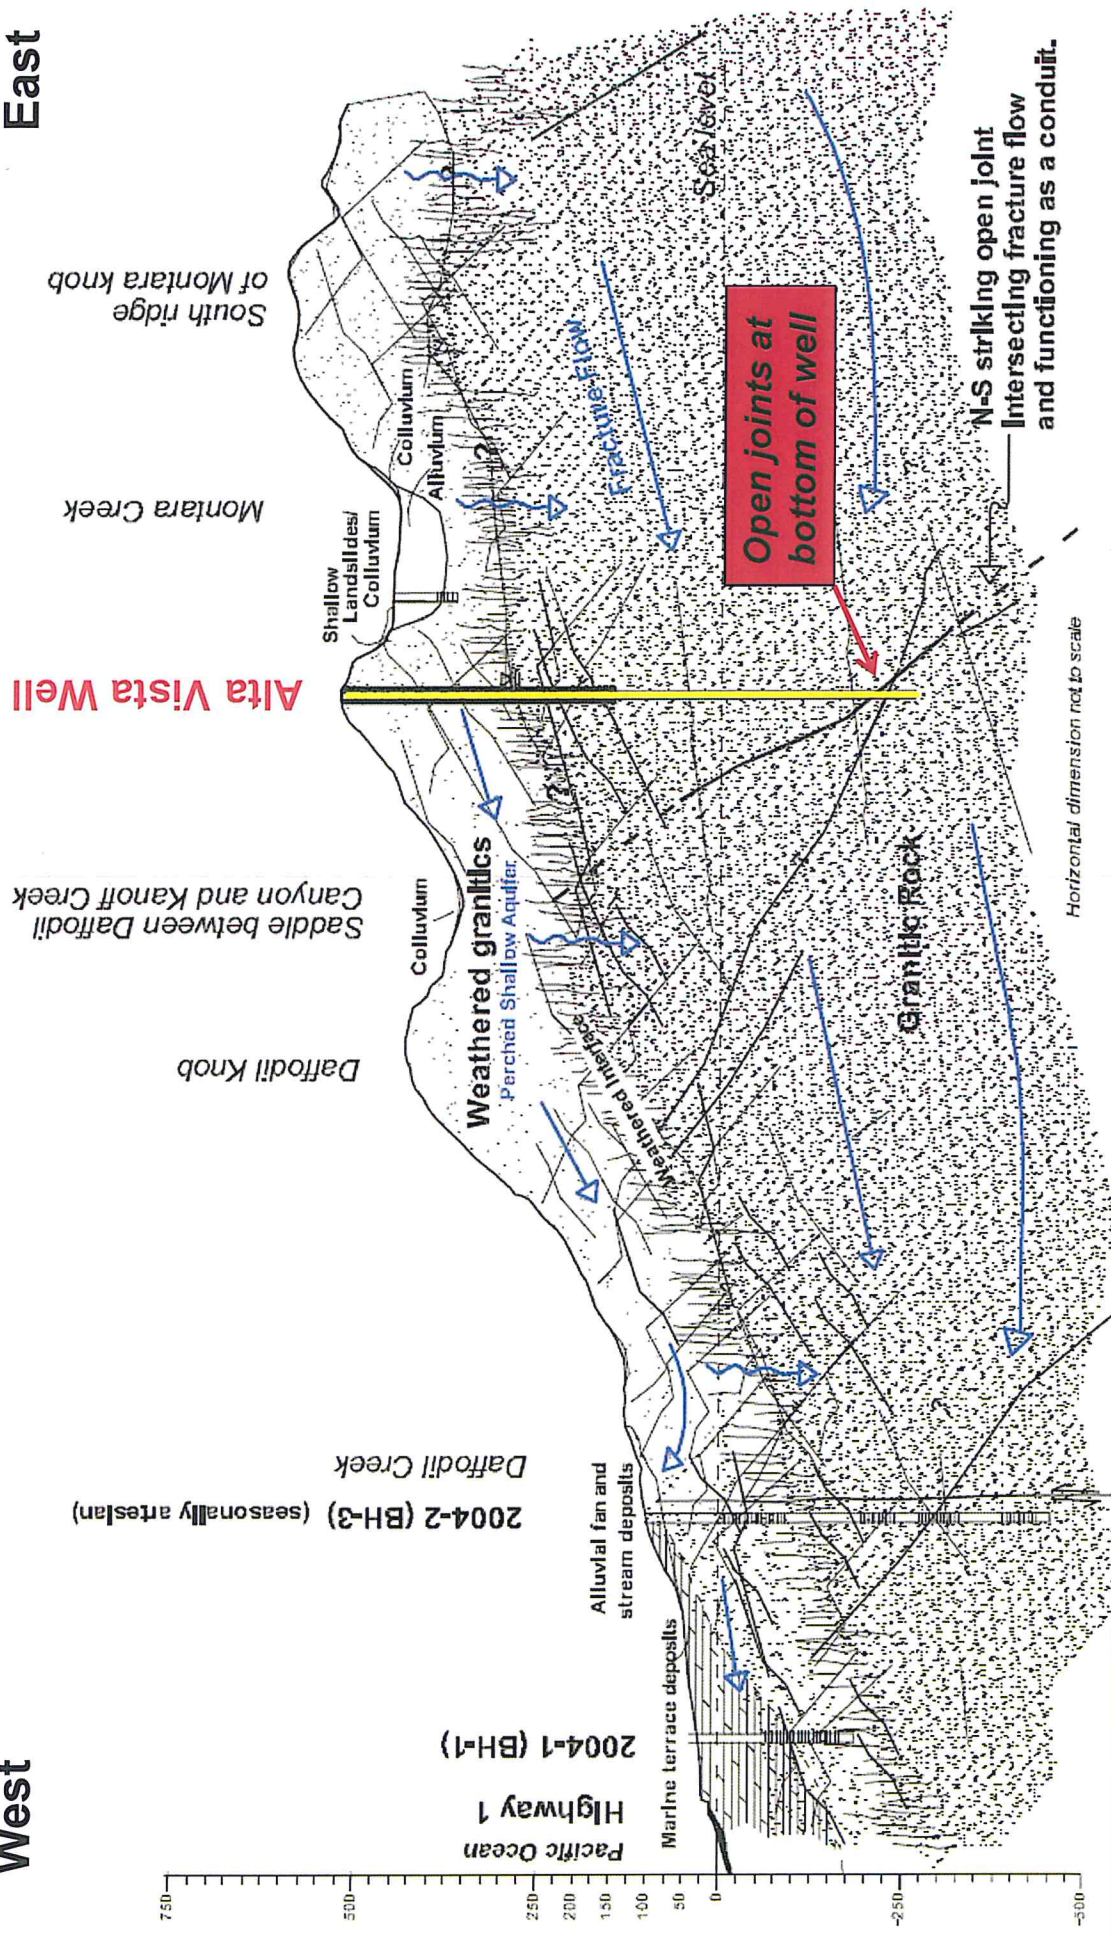 West
East
Pacific Ocean
Highway 1
2004-1 (BH-1)
2004-2 (BH-3) (seasonally artesian)
Daffodil Creek
Daffodil Knob
Saddle between Daffodil
Canyon and Kanoff Creek
Alta Vista Well
Montara Creek
South ridge
of Montara knob
Marine terrace deposits
Alluvial fan and
stream deposits
Colluvium
Weathered granitics
Perched Shallow Aquifer
Weathered Interface
Shallow
Landslides/
Colluvium
Colluvium
Alluvium
Fracture Flow
Sea level
Open joints at
bottom of well
Granitic Rock
N-S striking open joint
intersecting fracture flow
and functioning as a conduit.
Horizontal dimension not to scale
?
?
?
?
?
750
500
250
200
100
50
0
-250
-500